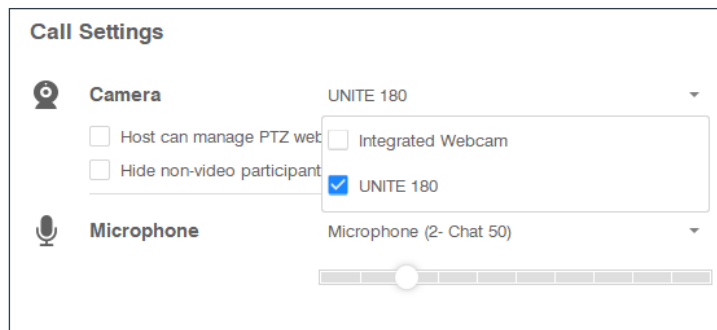 Call Settings
Camera
UNITE 180
Host can manage PTZ web
Integrated Webcam
Hide non-video participant
UNITE 180
Microphone
Microphone (2- Chat 50)